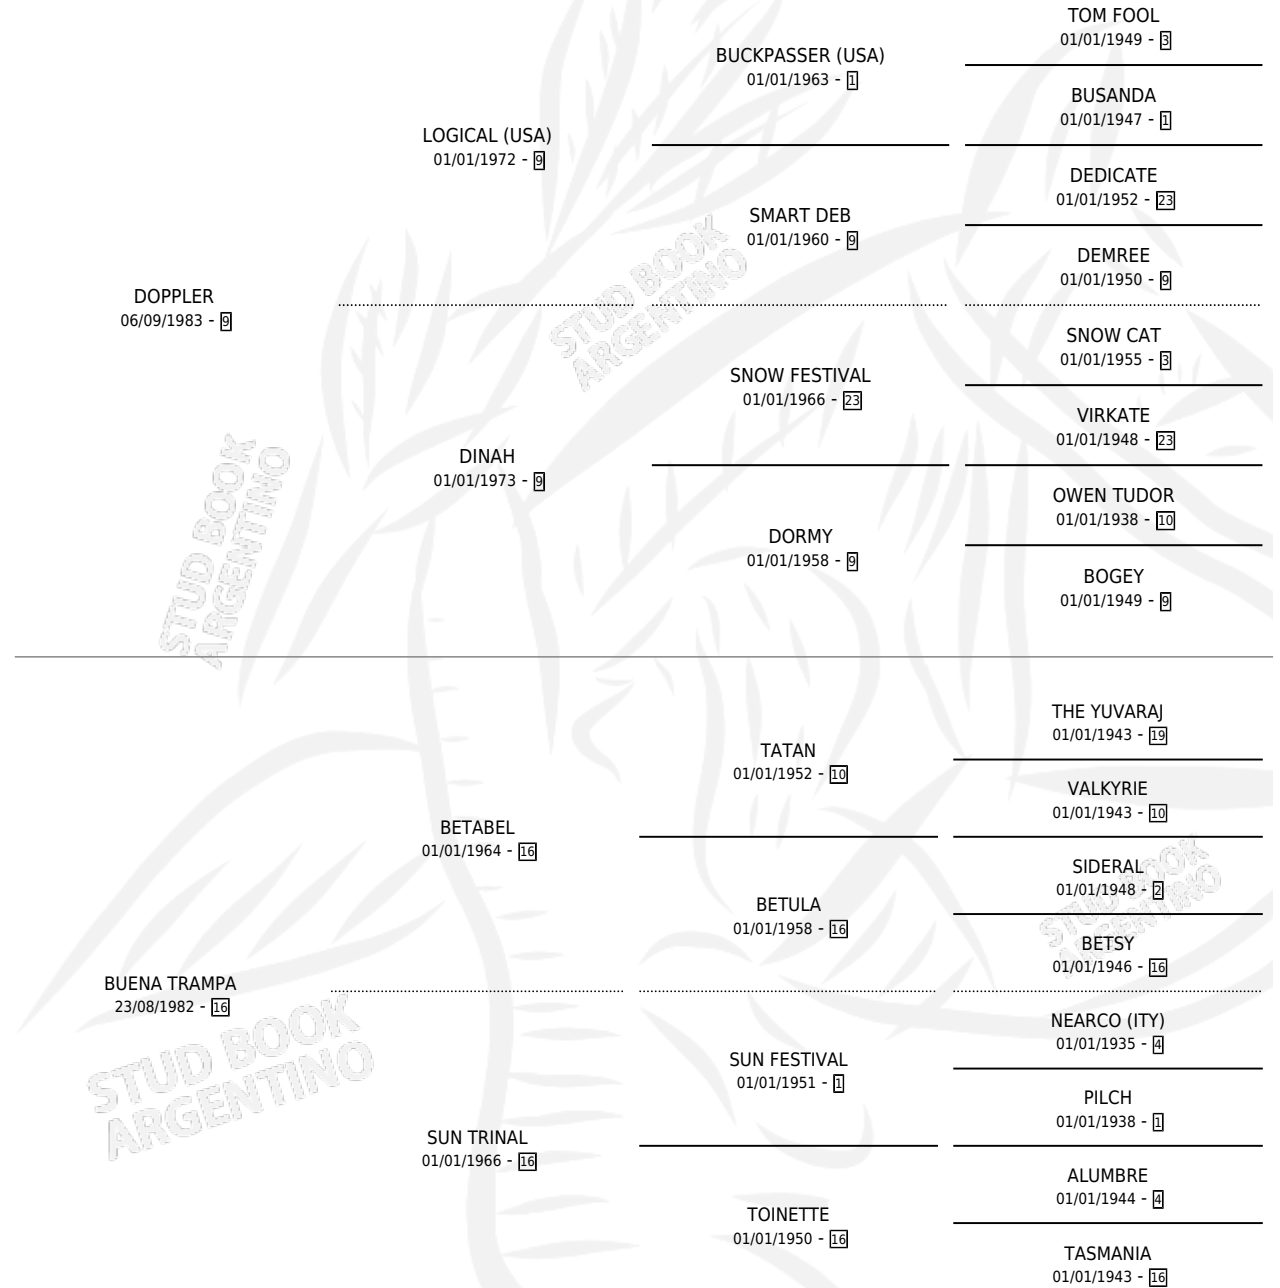 TOM FOOL
01/01/1949 - 3
BUCKPASSER (USA)
01/01/1963 - 1
BUSANDA
01/01/1947 - 1
LOGICAL (USA)
01/01/1972 - 9
DEDICATE
01/01/1952 - 23
SMART DEB
01/01/1960 - 9
DEMREE
01/01/1950 - 9
STUD BOOK
ARGENTINO
DOPPLER
06/09/1983 - 9
SNOW CAT
01/01/1955 - 3
SNOW FESTIVAL
01/01/1966 - 23
VIRKATE
01/01/1948 - 23
DINAH
01/01/1973 - 9
OWEN TUDOR
01/01/1938 - 10
DORMY
01/01/1958 - 9
BOGEY
01/01/1949 - 9
STUD BOOK
ARGENTINO
THE YUVARAJ
01/01/1943 - 19
TATAN
01/01/1952 - 10
VALKYRIE
01/01/1943 - 10
BETABEL
01/01/1964 - 16
SIDERAL
01/01/1948 - 2
BETULA
01/01/1958 - 16
BETSY
01/01/1946 - 16
STUD BOOK
ARGENTINO
BUENA TRAMPA
23/08/1982 - 16
NEARCO (ITY)
01/01/1935 - 4
SUN FESTIVAL
01/01/1951 - 1
PILCH
01/01/1938 - 1
STUD BOOK
ARGENTINO
SUN TRINAL
01/01/1966 - 16
ALUMBRE
01/01/1944 - 4
TOINETTE
01/01/1950 - 16
TASMANIA
01/01/1943 - 16